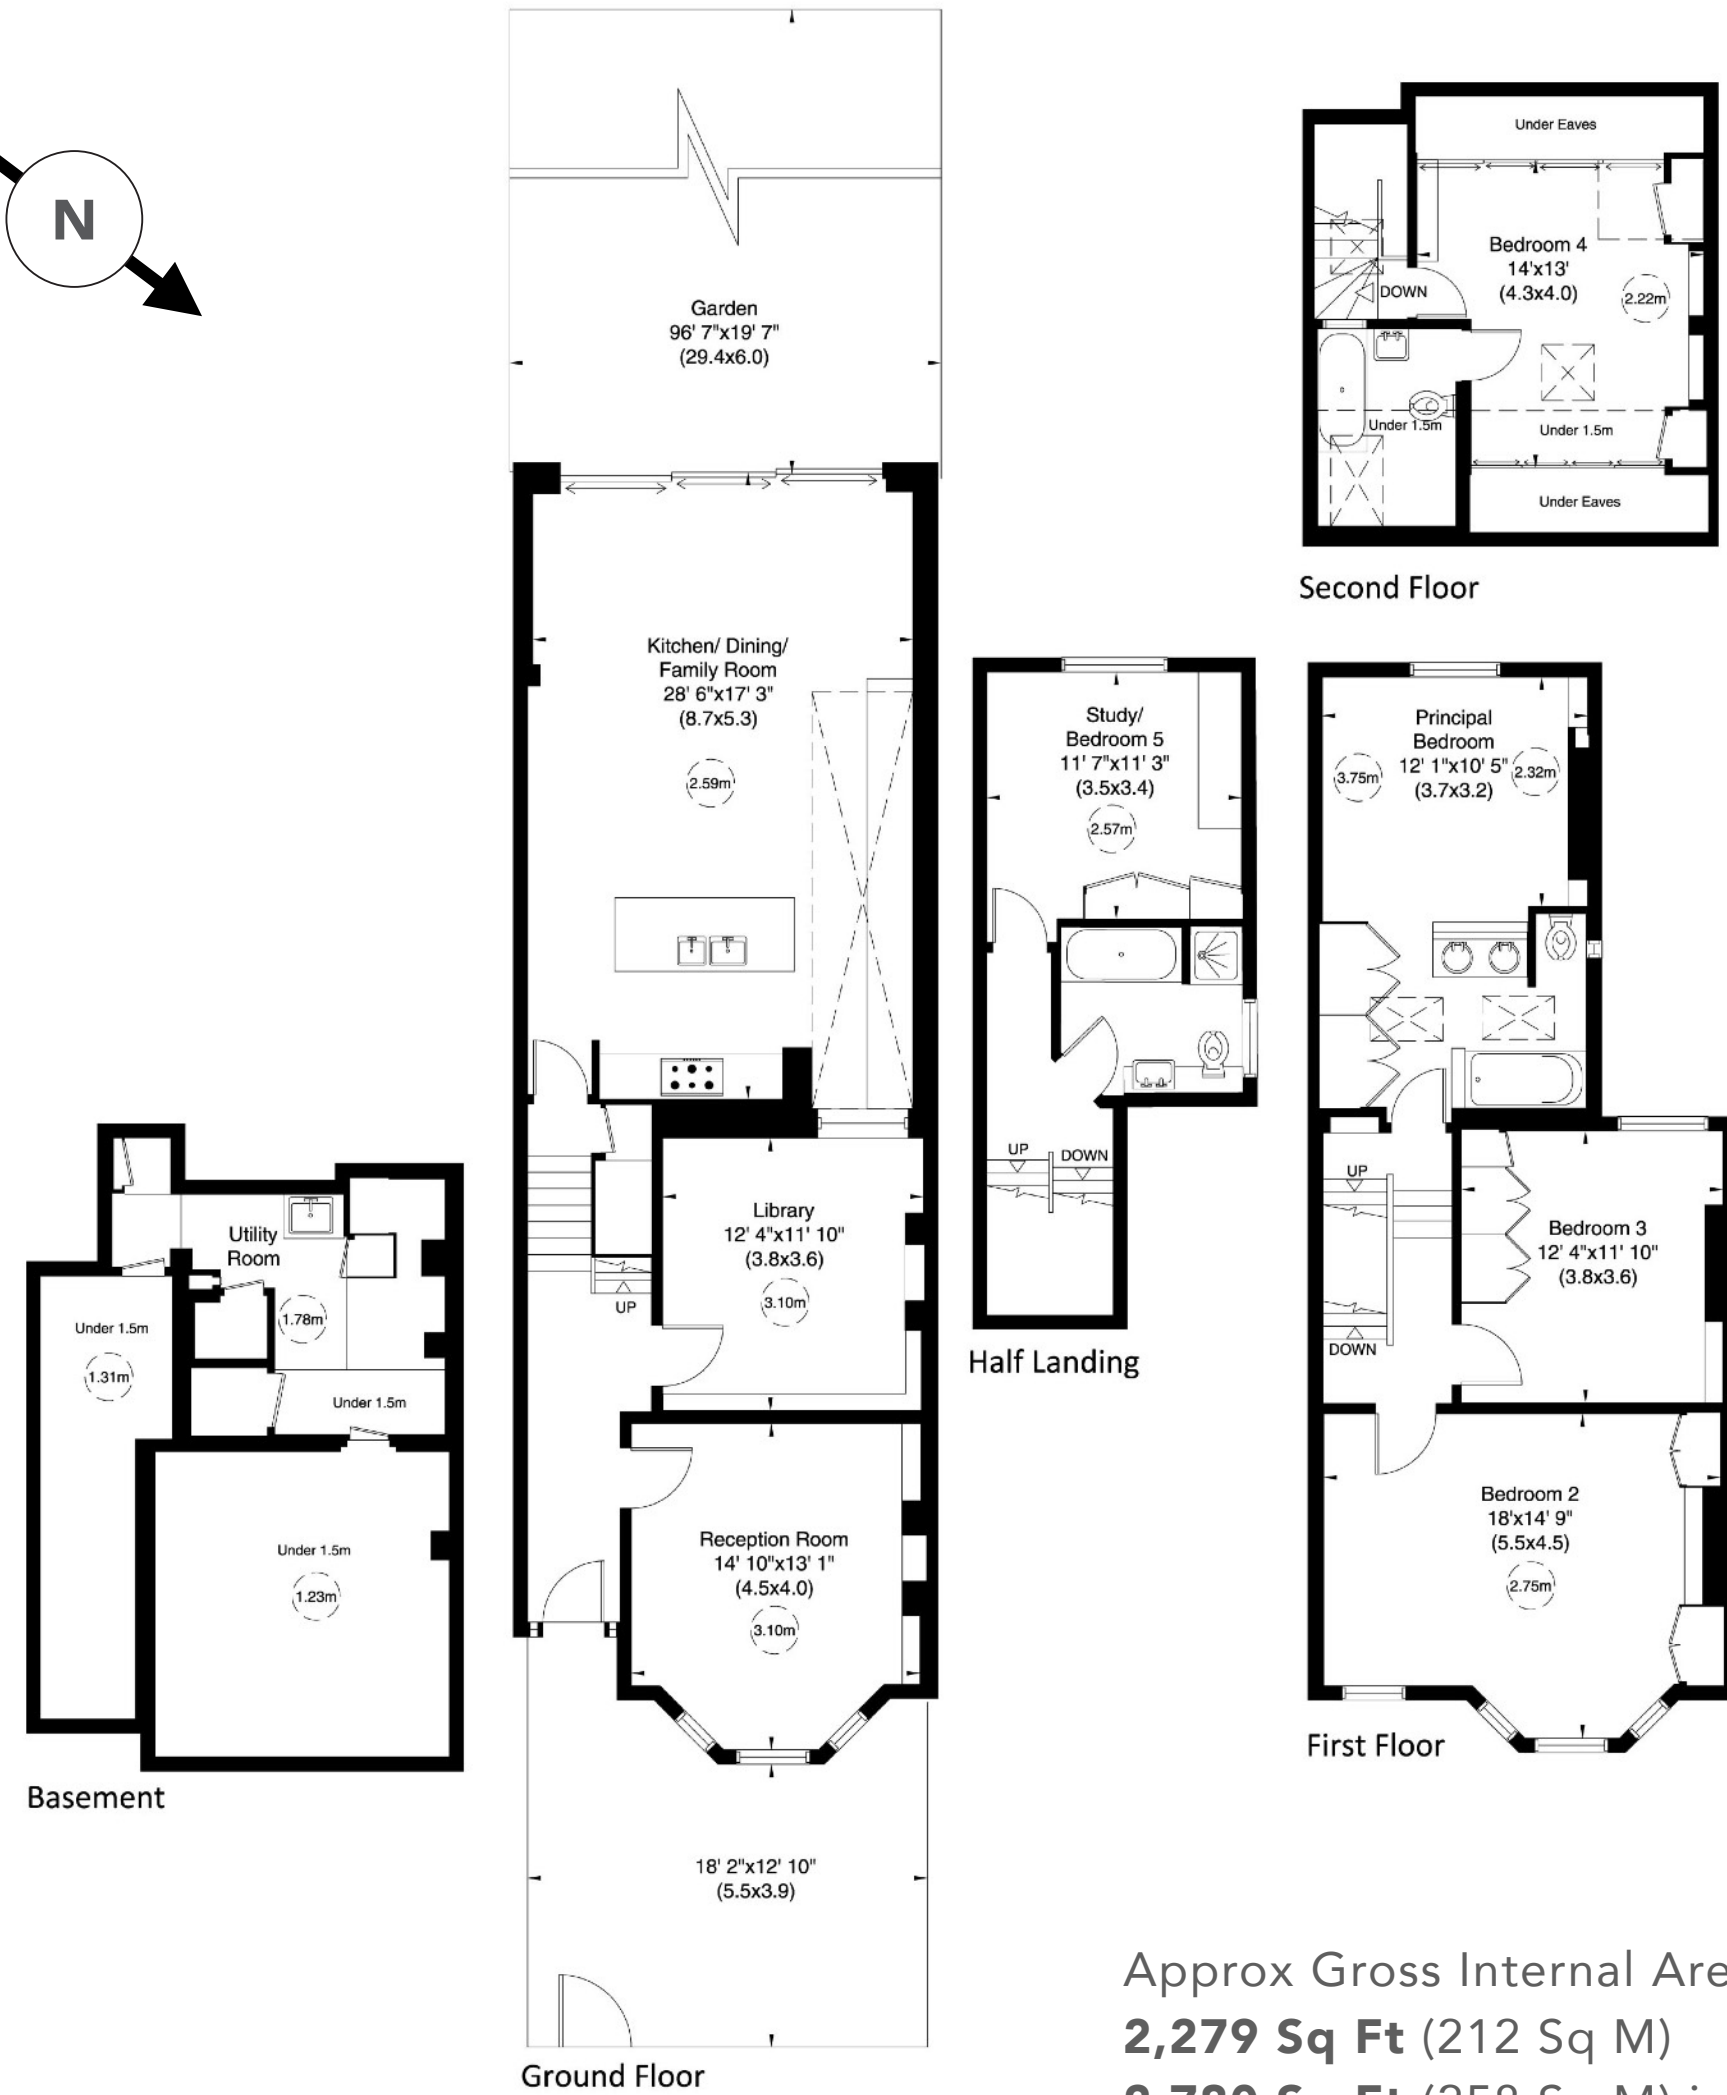 N
Garden
96' 7"x19' 7"
(29.4x6.0)
Kitchen/ Dining/
Family Room
28' 6"x17' 3"
(8.7x5.3)
2.59m
Library
12' 4"x11' 10"
(3.8x3.6)
3.10m
UP
Reception Room
14' 10"x13' 1"
(4.5x4.0)
3.10m
18' 2"x12' 10"
(5.5x3.9)
Ground Floor
Utility
Room
1.78m
Under 1.5m
1.31m
Under 1.5m
Under 1.5m
1.23m
Basement
Study/
Bedroom 5
11' 7"x11' 3"
(3.5x3.4)
2.57m
UP
DOWN
Half Landing
Under Eaves
Bedroom 4
14'x13'
(4.3x4.0)
2.22m
DOWN
Under 1.5m
Under 1.5m
Under Eaves
Second Floor
Principal
Bedroom
12' 1"x10' 5"
(3.7x3.2)
3.75m
2.32m
UP
DOWN
Bedroom 3
12' 4"x11' 10"
(3.8x3.6)
Bedroom 2
18'x14' 9"
(5.5x4.5)
2.75m
First Floor
Approx Gross Internal Are
2,279 Sq Ft (212 Sq M)